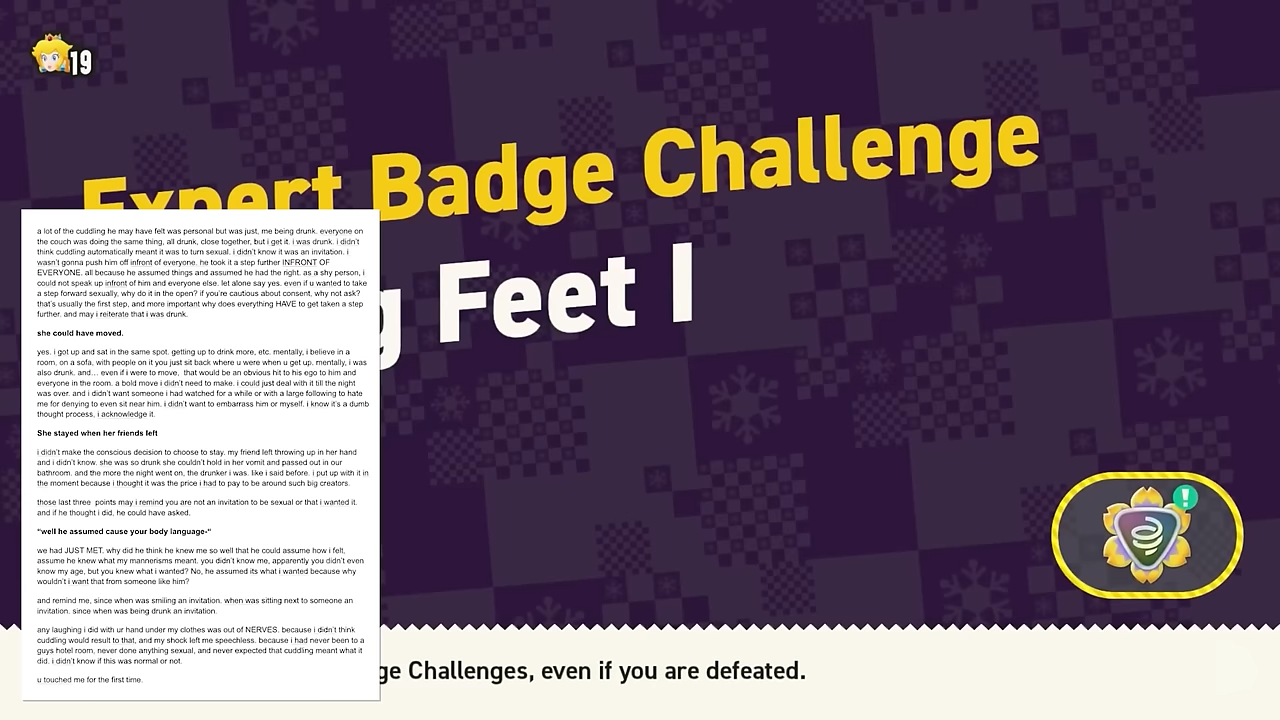 19
Expert Badge Challenge
Feet I
a lot of the cuddling he may have felt was personal but was just, me being drunk. everyone on
the couch was doing the same thing, all drunk, close together, but i get it. i was drunk. i didn't
think cuddling automatically meant it was to turn sexual. i didn't know it was an invitation. i
wasn't gonna push him off infront of everyone. he took it a step further INFRONT OF
EVERYONE. all because he assumed things and assumed he had the right. as a shy person, i
could not speak up infront of him and everyone else. let alone say yes. even if u wanted to take
a step forward sexually, why do it in the open? if you're cautious about consent, why not ask?
that's usually the first step, and more important why does everything HAVE to get taken a step
further. and may i reiterate that i was drunk.
she could have moved.
yes. i got up and sat in the same spot. getting up to drink more, etc. mentally, i believe in a
room, on a sofa, with people on it you just sit back where u were when u get up. mentally, i was
also drunk. and… even if i were to move, that would be an obvious hit to his ego to him and
everyone in the room. a bold move i didn't need to make. i could just deal with it till the night
was over. and i didn't want someone i had watched for a while or with a large following to hate
me for denying to even sit near him. i didn't want to embarrass him or myself. i know it's a dumb
thought process, i acknowledge it.
She stayed when her friends left
i didn't make the conscious decision to choose to stay. my friend left throwing up in her hand
and i didn't know. she was so drunk she couldn't hold in her vomit and passed out in our
bathroom. and the more the night went on, the drunker i was. like i said before. i put up with it in
the moment because i thought it was the price i had to pay to be around such big creators.
those last three points may i remind you are not an invitation to be sexual or that i wanted it.
and if he thought i did, he could have asked.
"well he assumed cause your body language-"
we had JUST MET. why did he think he knew me so well that he could assume how i felt,
assume he knew what my mannerisms meant. you didn't know me, apparently you didn't even
know my age, but you knew what i wanted? No, he assumed its what i wanted because why
wouldn't i want that from someone like him?
and remind me, since when was smiling an invitation. when was sitting next to someone an
invitation. since when was being drunk an invitation.
any laughing i did with ur hand under my clothes was out of NERVES. because i didn't think
cuddling would result to that, and my shock left me speechless. because i had never been to a
guys hotel room, never done anything sexual, and never expected that cuddling meant what it
did. i didn't know if this was normal or not.
u touched me for the first time.
ge Challenges, even if you are defeated.